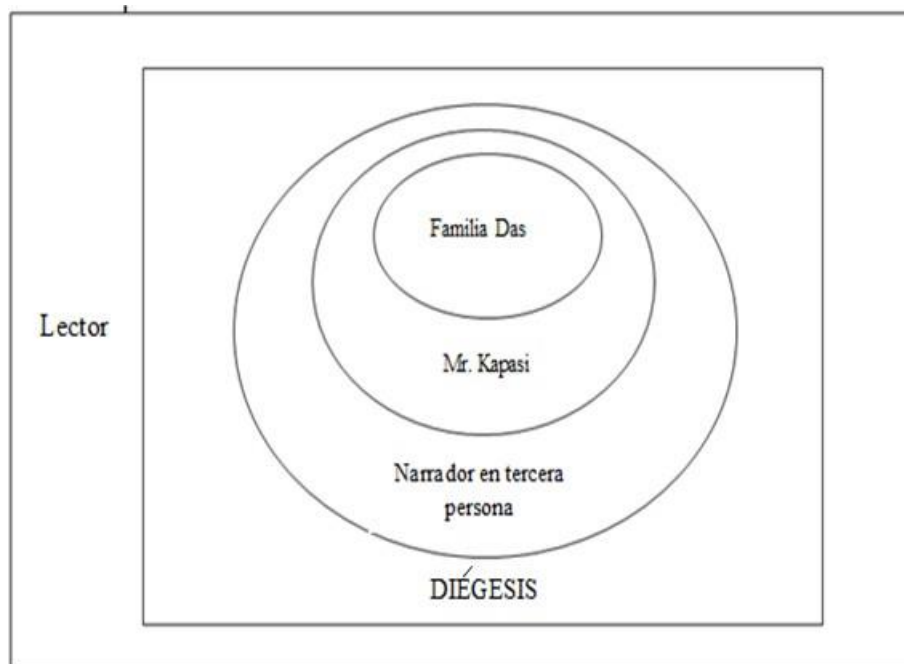 Familia Das
Lector
Mr. Kapasi
Narrador en tercera
persona
DIÉGESIS